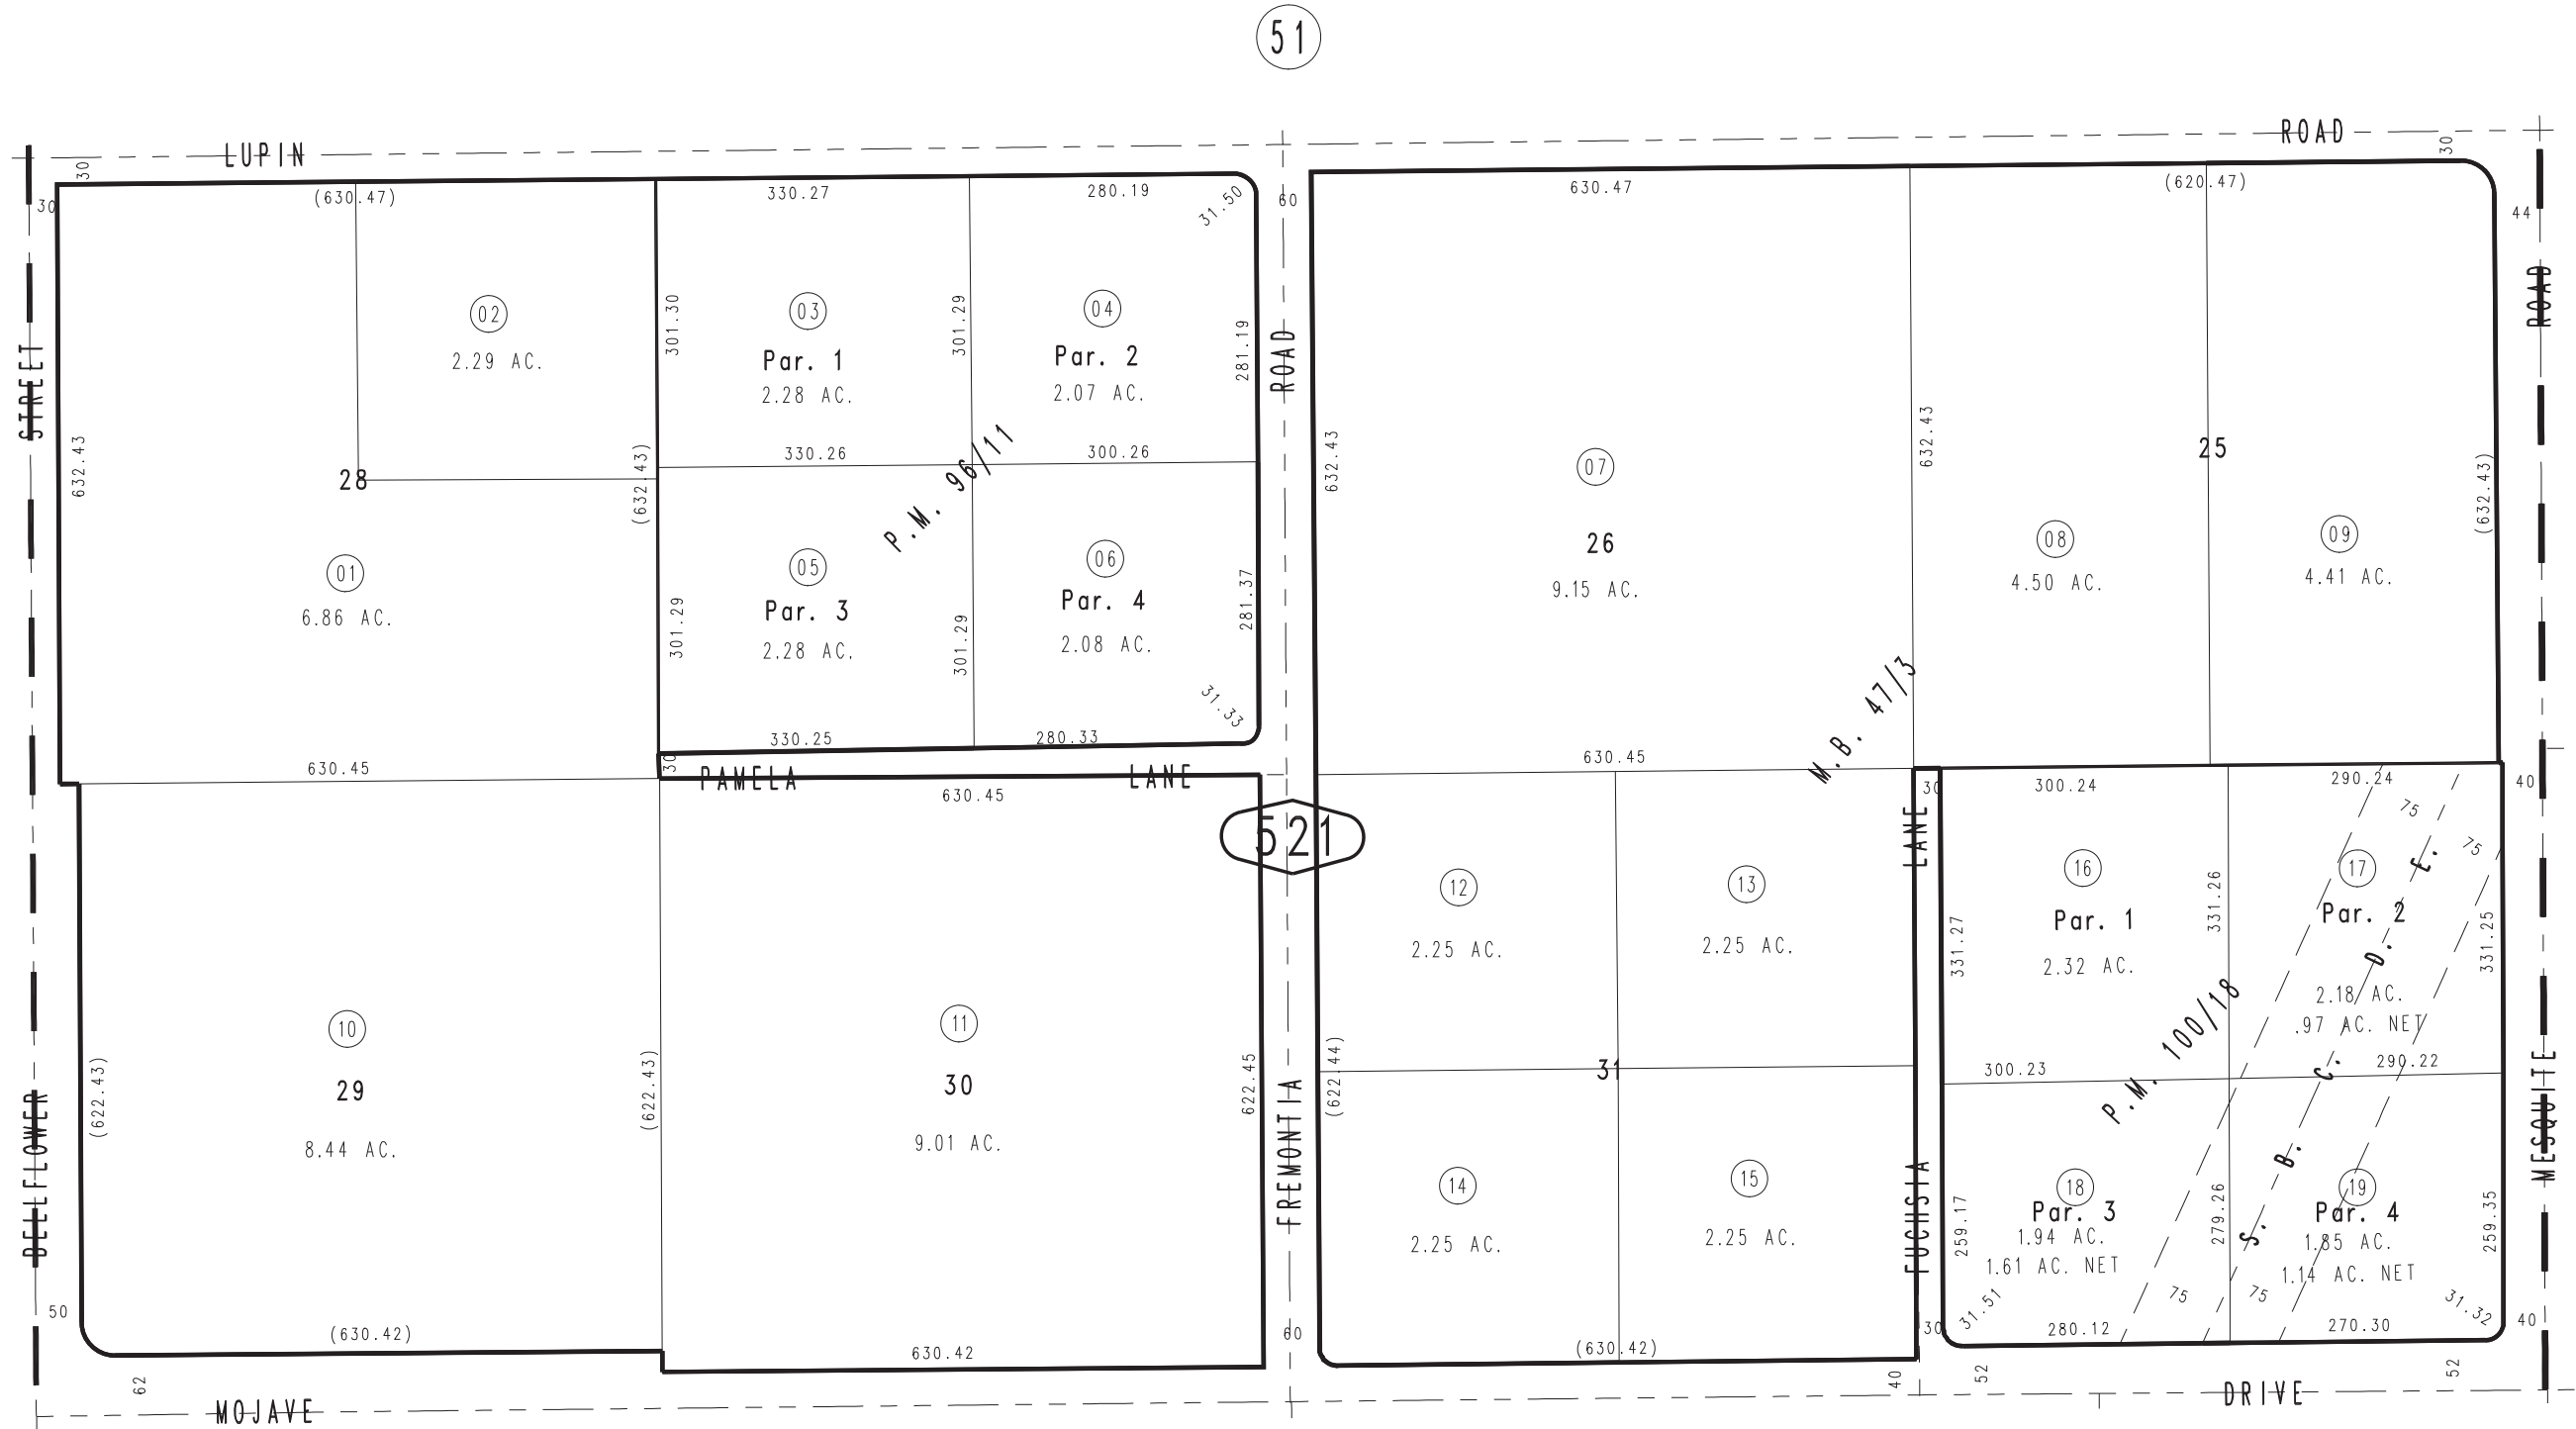 51
LUPIN
ROAD
30
30
30
44
(630.47)
330.27
280.19
31.50
60
630.47
(620.47)
STREET
632.43
02
2.29 AC.
(632.43)
28
01
6.86 AC.
630.45
301.30
03
Par. 1
2.28 AC.
330.26
301.29
04
Par. 2
2.07 AC.
300.26
281.19
P.M. 96/11
301.29
05
Par. 3
2.28 AC.
330.25
301.29
06
Par. 4
2.08 AC.
280.33
281.37
31.33
ROAD
632.43
07
26
9.15 AC.
630.45
632.43
25
08
4.50 AC.
09
4.41 AC.
(632.43)
ROAD
M.B. 47/3
30
PAMELA
LANE
630.45
521
BELLFLOWER
(622.43)
10
29
8.44 AC.
(630.42)
50
62
(622.43)
11
30
9.01 AC.
630.42
622.45
FREMONTIA
60
(622.44)
12
2.25 AC.
13
2.25 AC.
31
14
2.25 AC.
15
2.25 AC.
(630.42)
LANE
FUCHSIA
30
30
40
300.24
290.24
40
75
75
331.27
16
Par. 1
2.32 AC.
331.26
17
Par. 2
2.18 AC.
.97 AC. NET
331.25
P.M. 100/18
S. B. C. D. E.
300.23
290.22
259.17
18
Par. 3
1.94 AC.
1.61 AC. NET
279.26
19
Par. 4
1.85 AC.
1.14 AC. NET
259.35
31.51
280.12
75
75
270.30
31.32
40
52
52
MESQUITE
MOJAVE
DRIVE